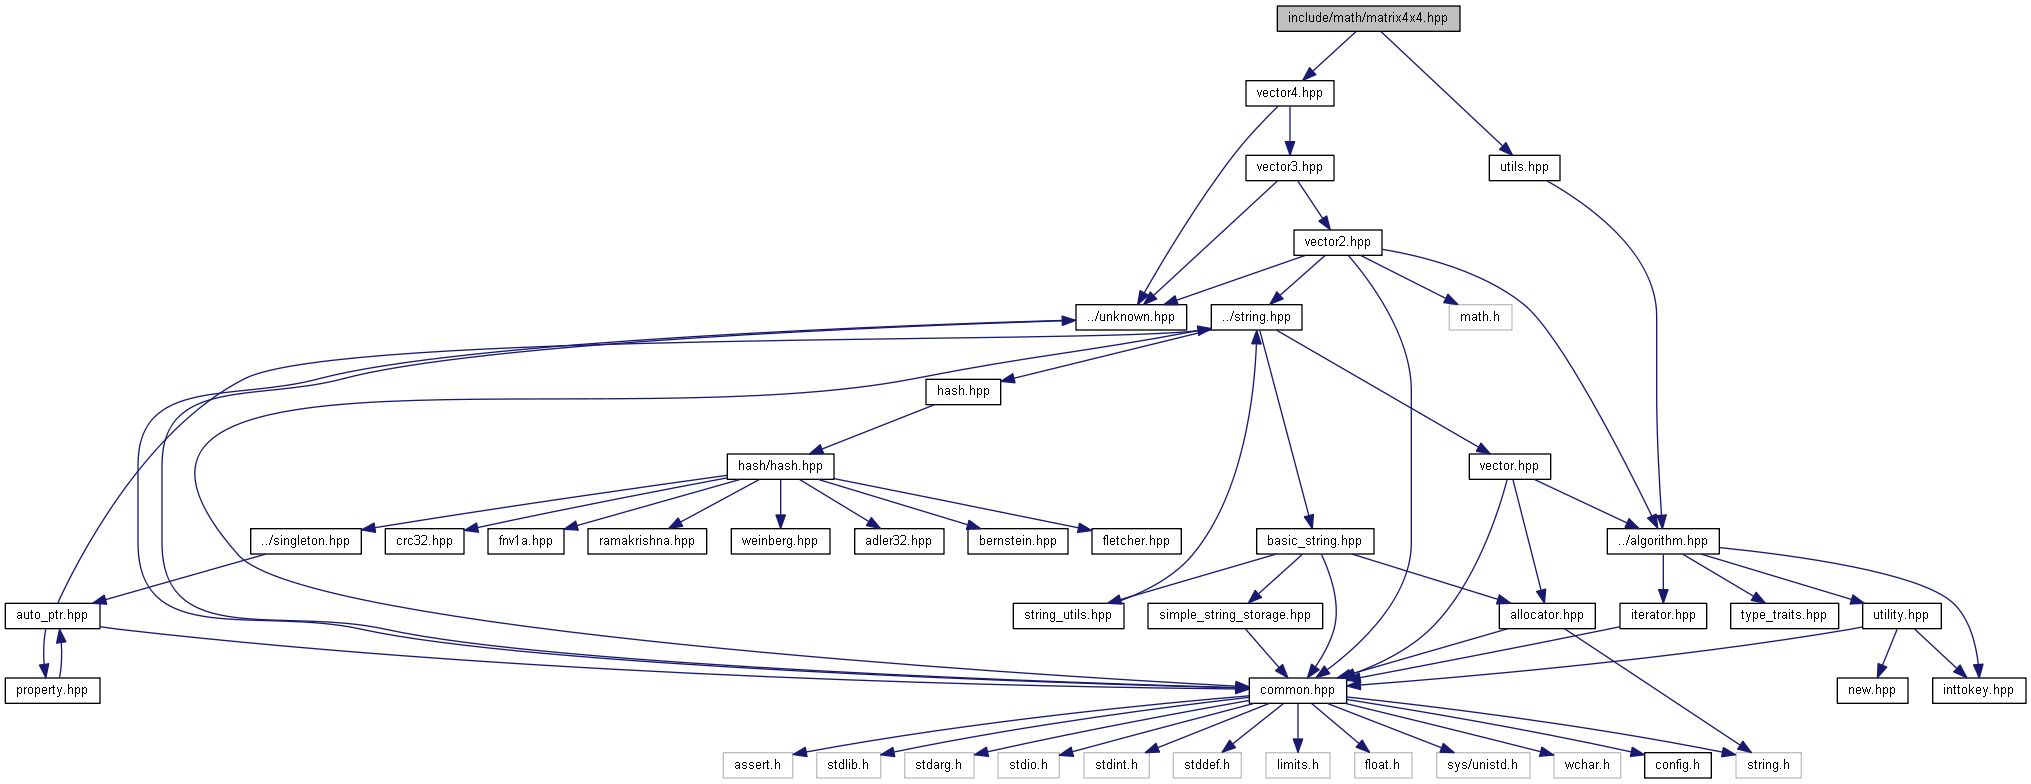 include/math/matrix4x4.hpp
vector4.hpp
vector3.hpp
utils.hpp
vector2.hpp
../unknown.hpp
../string.hpp
math.h
hash.hpp
hash/hash.hpp
vector.hpp
../singleton.hpp
crc32.hpp
fnv1a.hpp
ramakrishna.hpp
weinberg.hpp
adler32.hpp
bernstein.hpp
fletcher.hpp
basic_string.hpp
../algorithm.hpp
auto_ptr.hpp
string_utils.hpp
simple_string_storage.hpp
allocator.hpp
iterator.hpp
type_traits.hpp
utility.hpp
property.hpp
common.hpp
new.hpp
inttokey.hpp
assert.h
stdlib.h
stdarg.h
stdio.h
stdint.h
stddef.h
limits.h
float.h
sys/unistd.h
wchar.h
config.h
string.h